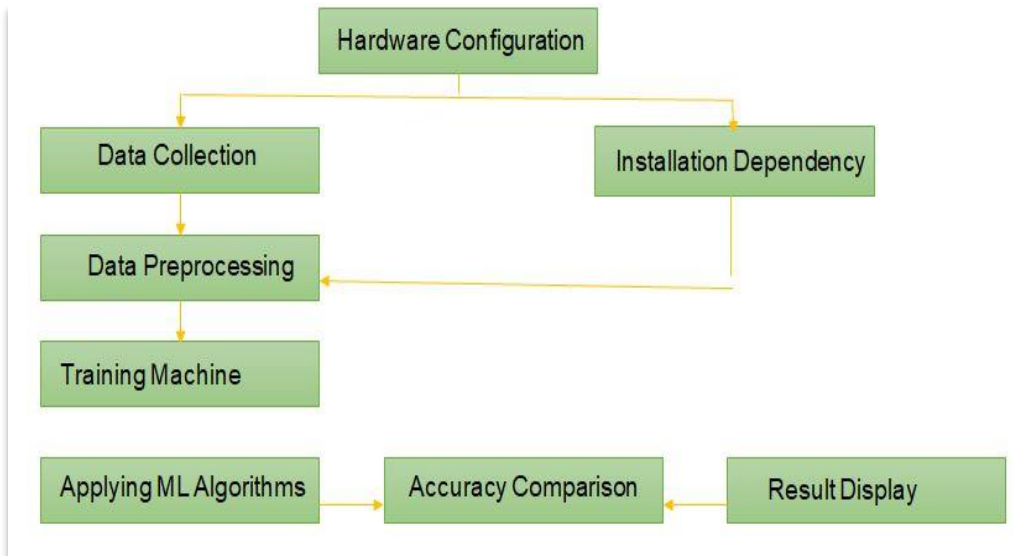 Hardware Configuration
Data Collection
Installation Dependency
Data Preprocessing
Training Machine
Applying ML Algorithms
Accuracy Comparison
Result Display